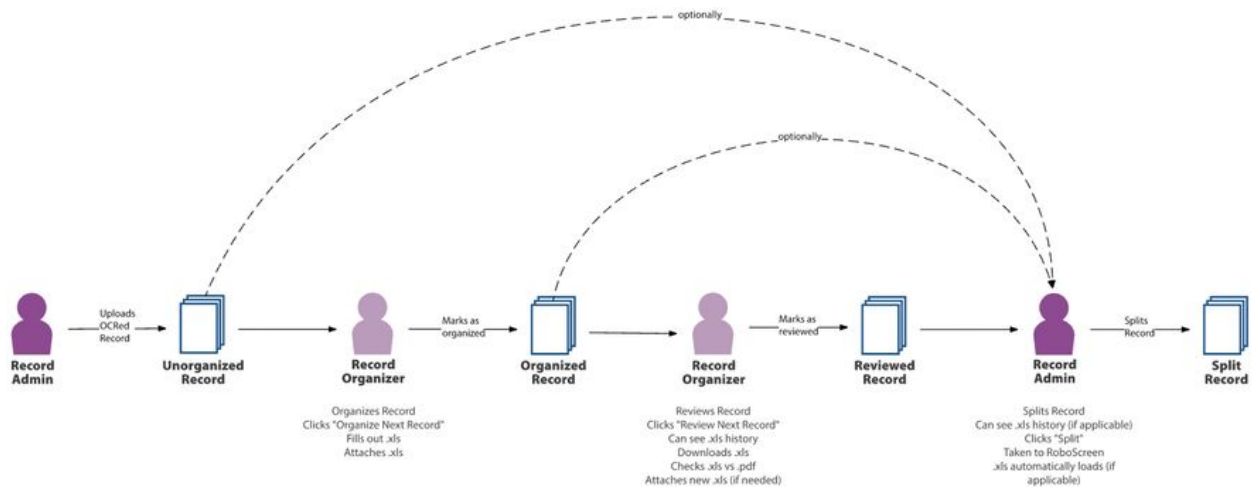 optionally
optionally
Uploads
OCRed
Record
Marks as
organized
Marks as
reviewed
Splits
Record
Record
Admin
Unorganized
Record
Record
Organizer
Organized
Record
Record
Organizer
Reviewed
Record
Record
Admin
Split
Record
Organizes Record
Clicks "Organize Next Record"
Fills out .xls
Attaches .xls
Reviews Record
Clicks "Review Next Record"
Can see .xls history
Downloads .xls
Checks .xls vs .pdf
Attaches new .xls (if needed)
Splits Record
Can see .xls history (if applicable)
Clicks "Split"
Taken to RoboScreen
.xls automatically loads (if
applicable)